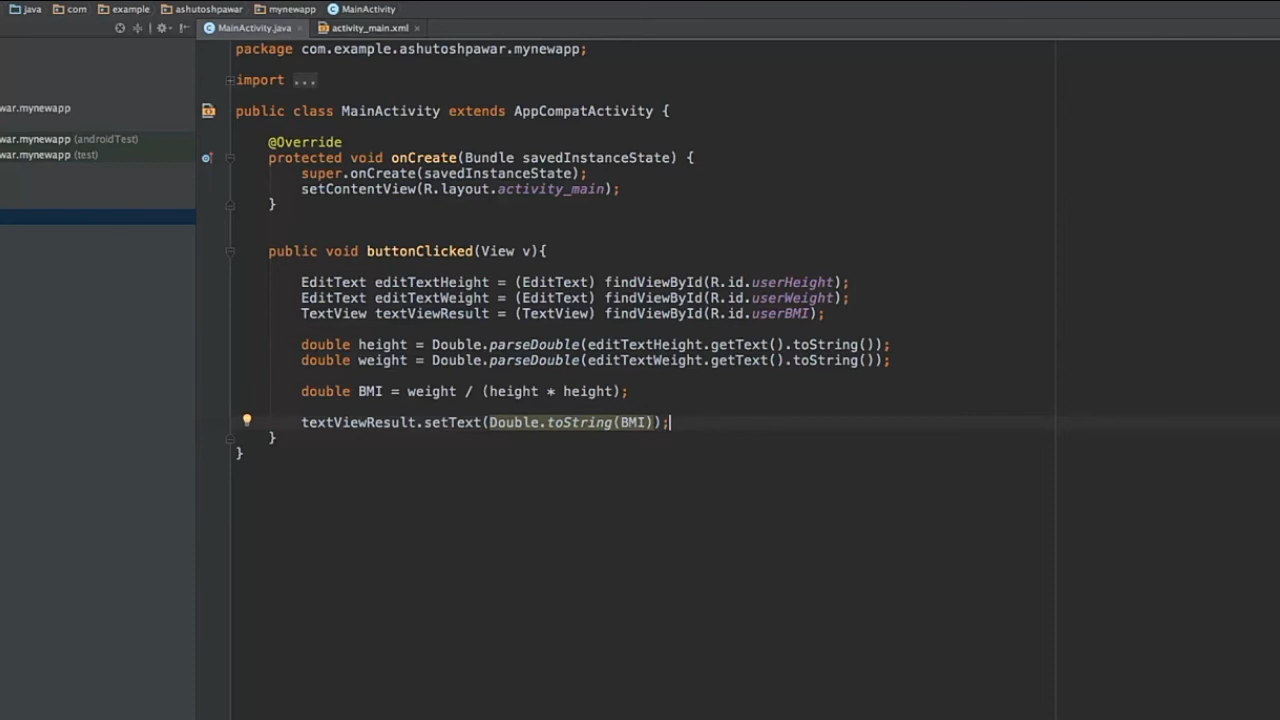 java com example ashutoshpawar mynewapp MainActivity
MainActivity.java × activity_main.xml ×
package com.example.ashutoshpawar.mynewapp;
import ...
war.mynewapp
public class MainActivity extends AppCompatActivity {
war.mynewapp (androidTest)
@Override
war.mynewapp (test)
protected void onCreate(Bundle savedInstanceState) {
super.onCreate(savedInstanceState);
setContentView(R.layout.activity_main);
}
public void buttonClicked(View v){
EditText editTextHeight = (EditText) findViewById(R.id.userHeight);
EditText editTextWeight = (EditText) findViewById(R.id.userWeight);
TextView textViewResult = (TextView) findViewById(R.id.userBMI);
double height = Double.parseDouble(editTextHeight.getText().toString());
double weight = Double.parseDouble(editTextWeight.getText().toString());
double BMI = weight / (height * height);
textViewResult.setText(Double.toString(BMI));
}
}